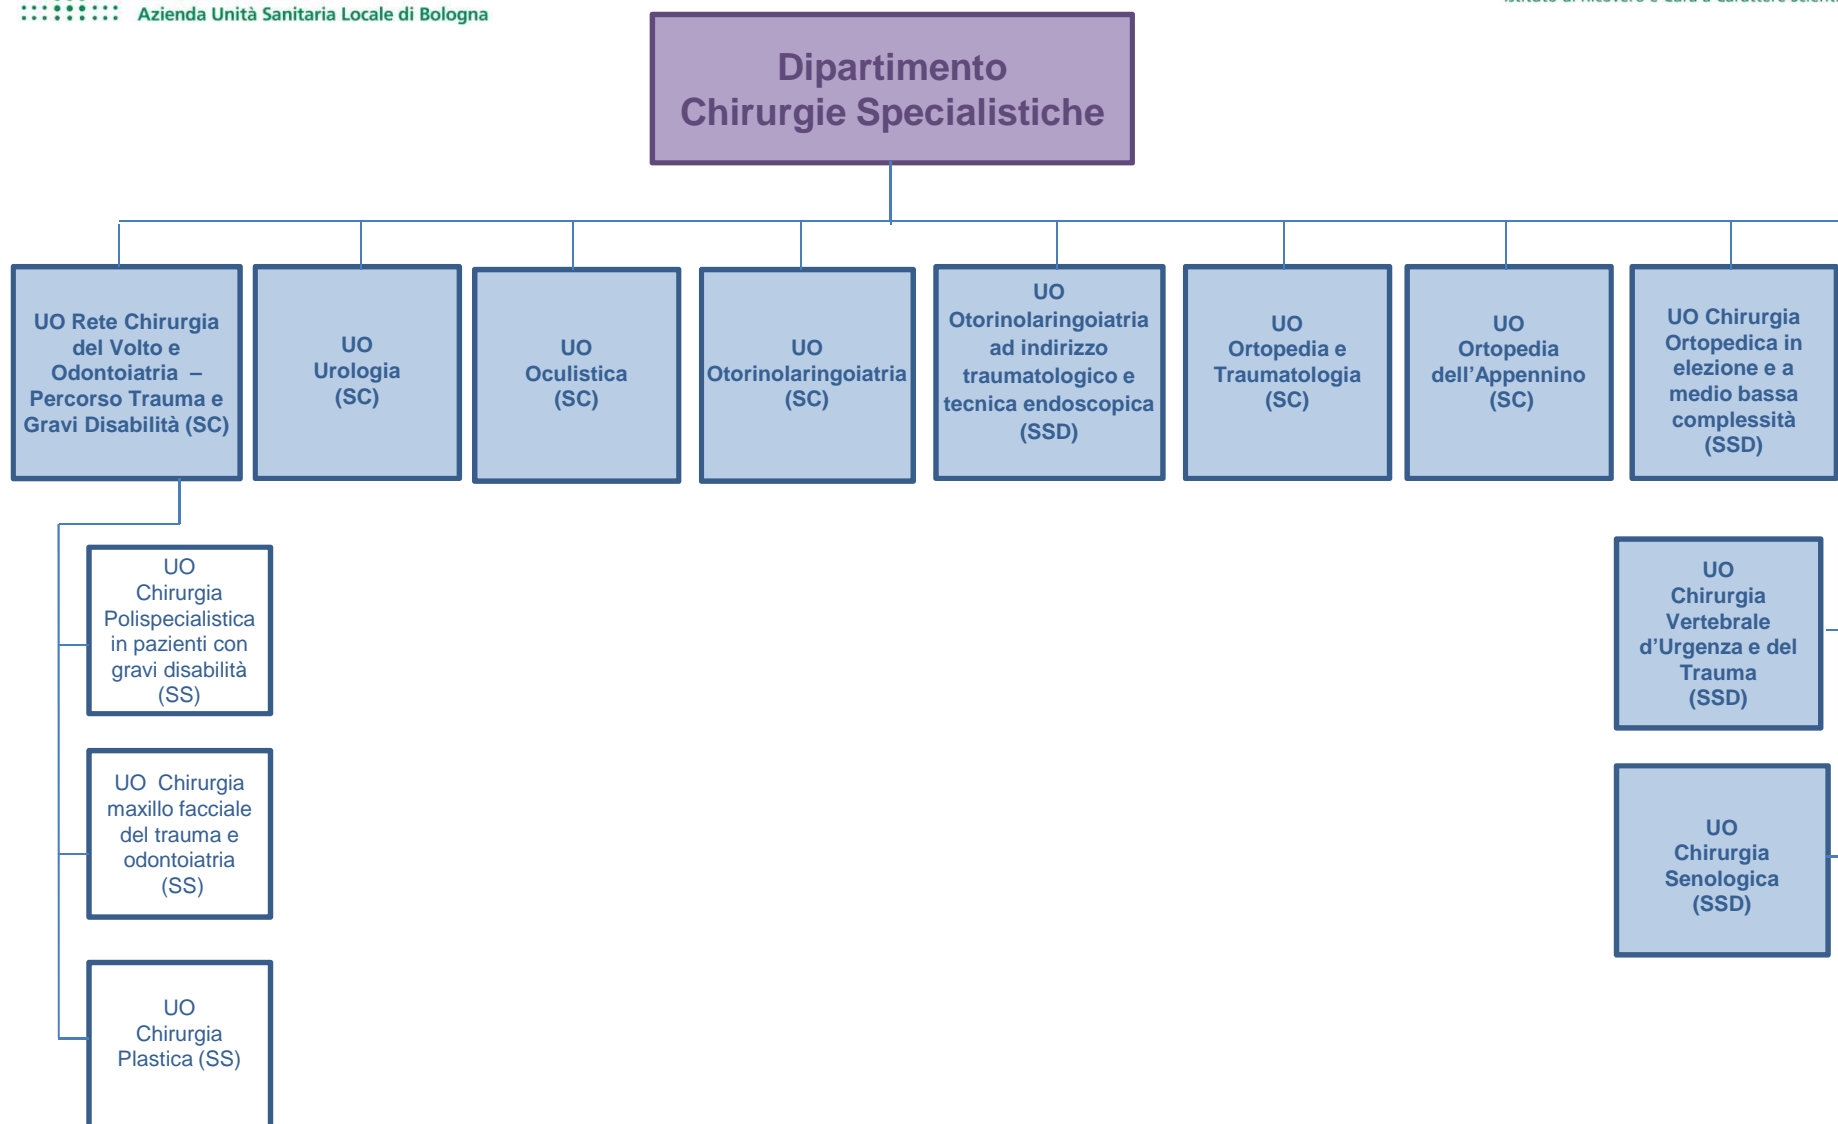 Azienda Unità Sanitaria Locale di Bologna
Dipartimento
Chirurgie Specialistiche
UO Rete Chirurgia
del Volto e
Odontoiatria –
Percorso Trauma e
Gravi Disabilità (SC)
UO
Urologia
(SC)
UO
Oculistica
(SC)
UO
Otorinolaringoiatria
(SC)
UO
Otorinolaringoiatria
ad indirizzo
traumatologico e
tecnica endoscopica
(SSD)
UO
Ortopedia e
Traumatologia
(SC)
UO
Ortopedia
dell’Appennino
(SC)
UO Chirurgia
Ortopedica in
elezione e a
medio bassa
complessità
(SSD)
UO
Chirurgia
Polispecialistica
in pazienti con
gravi disabilità
(SS)
UO Chirurgia
maxillo facciale
del trauma e
odontoiatria
(SS)
UO
Chirurgia
Plastica (SS)
UO
Chirurgia
Vertebrale
d’Urgenza e del
Trauma
(SSD)
UO
Chirurgia
Senologica
(SSD)